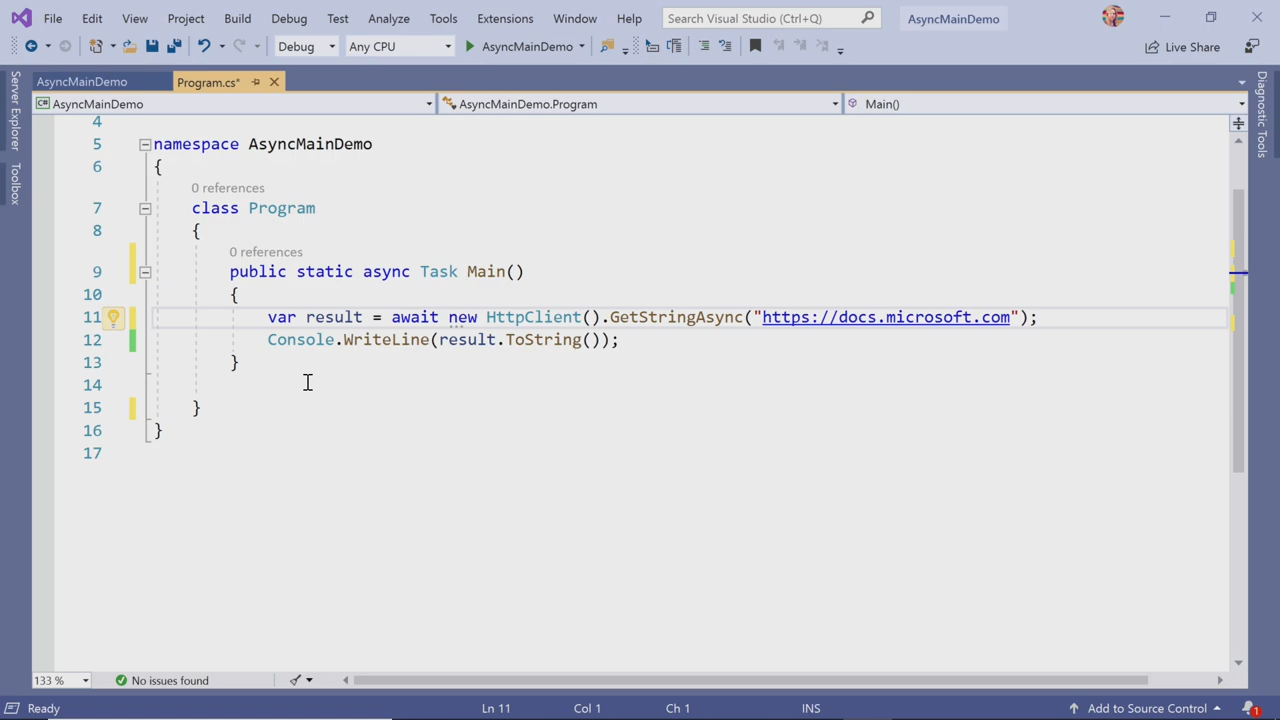 File Edit View Project Build Debug Test Analyze Tools Extensions Window Help Search Visual Studio (Ctrl+Q) AsyncMainDemo
Debug Any CPU AsyncMainDemo Live Share
AsyncMainDemo Program.cs*
C# AsyncMainDemo AsyncMainDemo.Program Main()
Server Explorer
Toolbox
Diagnostic Tools
4
5 namespace AsyncMainDemo
6 {
0 references
7 class Program
8 {
0 references
9 public static async Task Main()
10 {
11 var result = await new HttpClient().GetStringAsync("https://docs.microsoft.com");
12 Console.WriteLine(result.ToString());
13 }
14
15 }
16 }
17
133 % No issues found
Ready Ln 11 Col 1 Ch 1 INS Add to Source Control 1